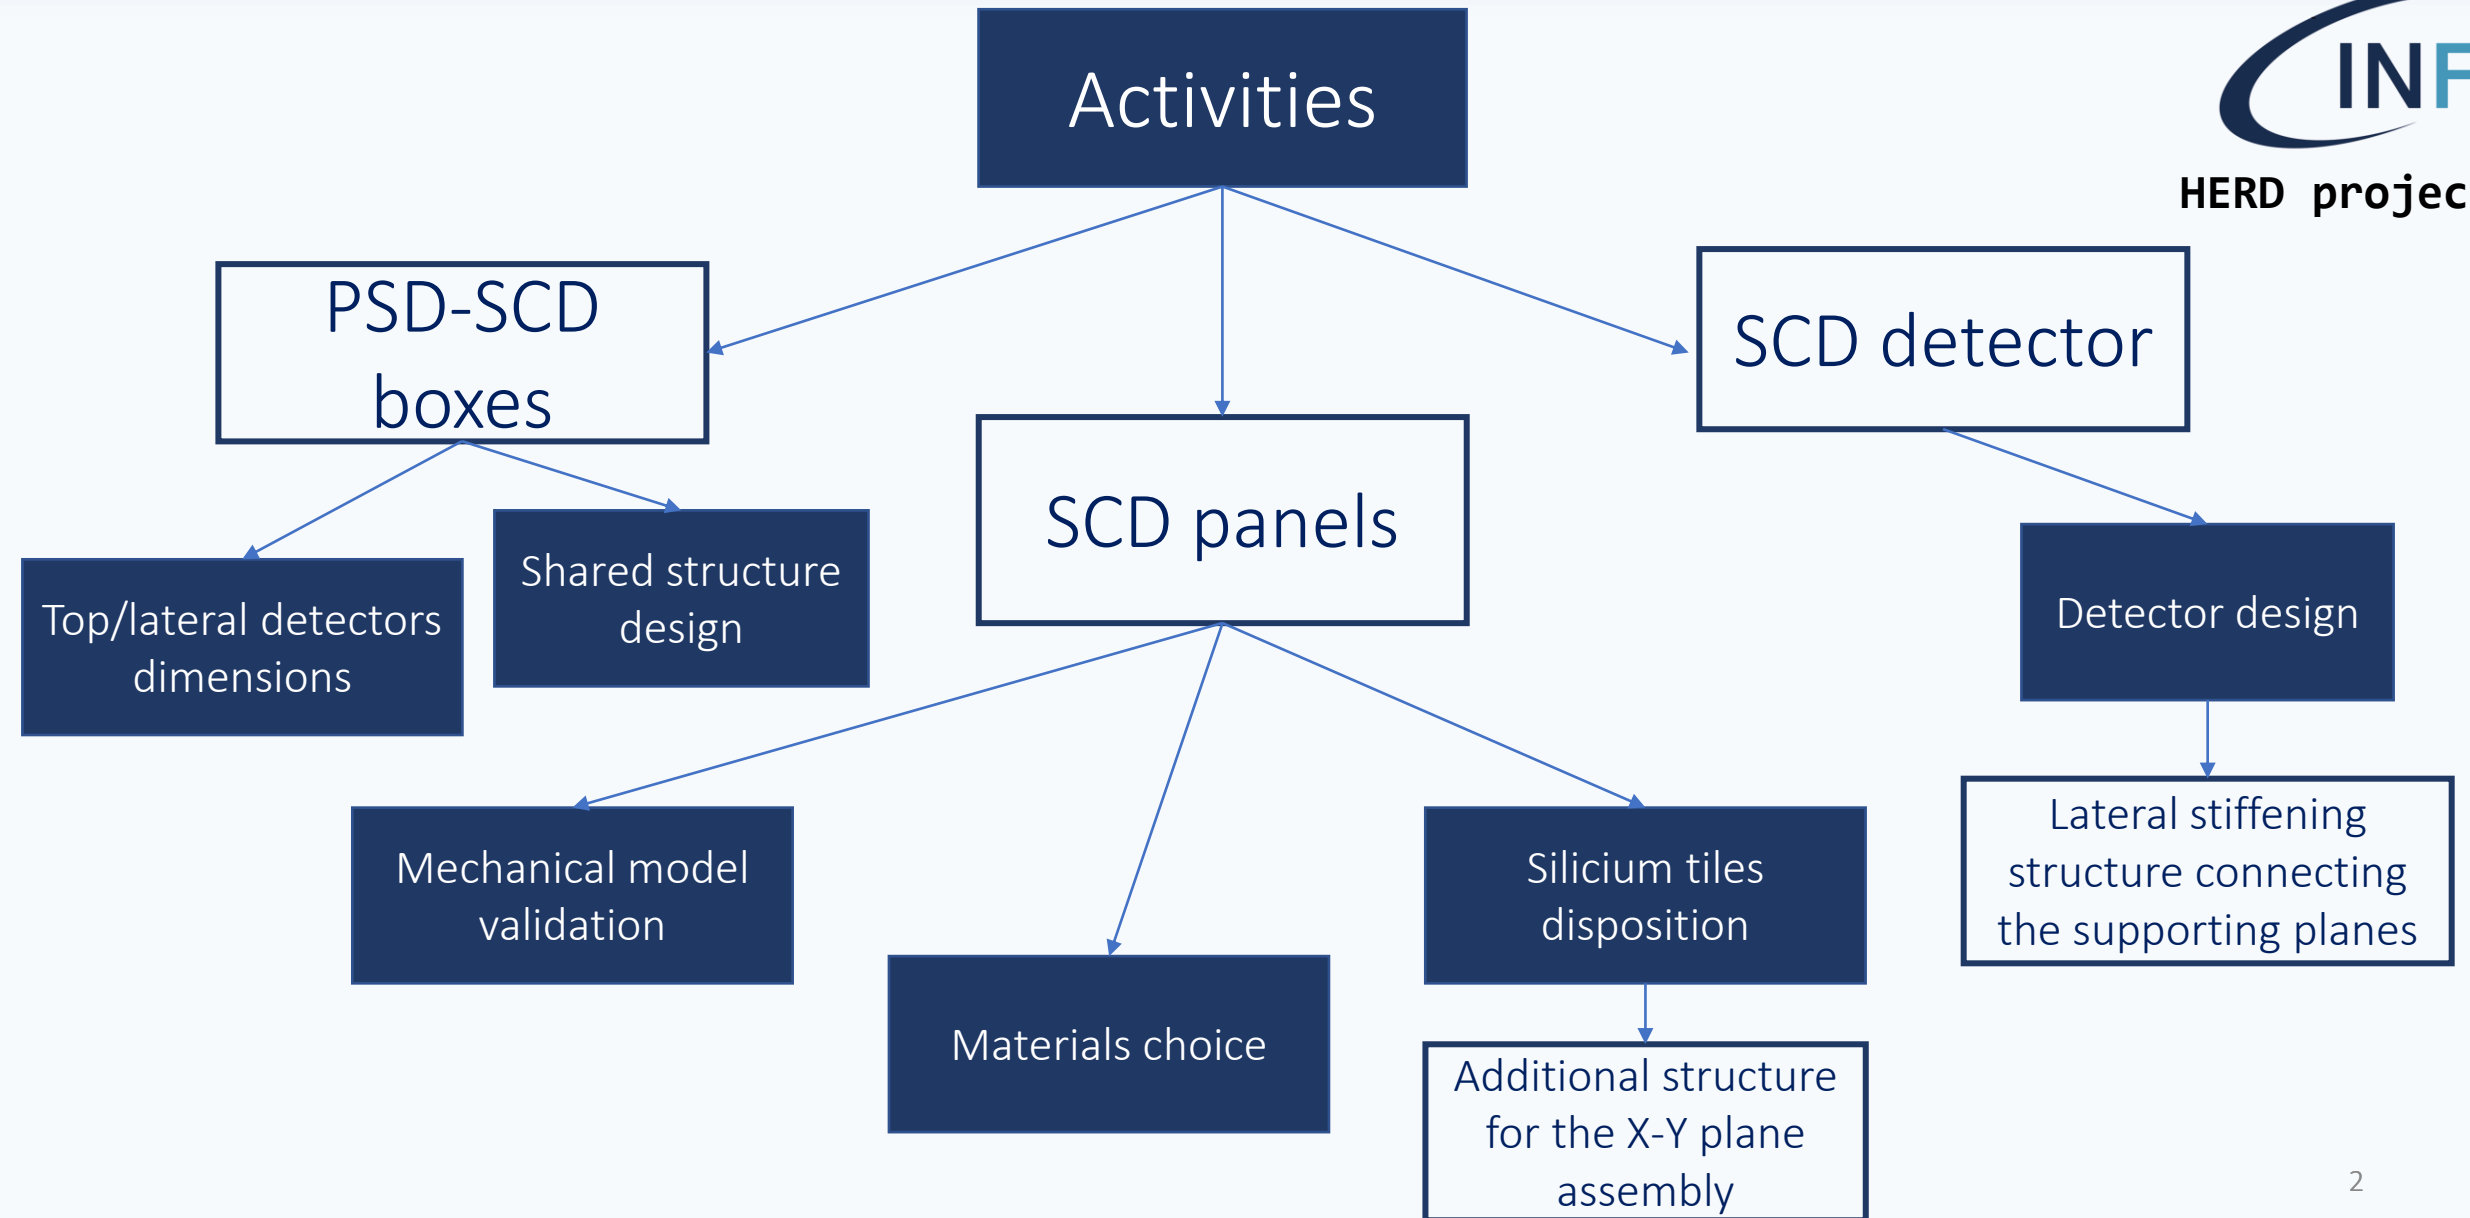 Activities
INF
HERD projec
PSD-SCD
boxes
SCD detector
SCD panels
Shared structure
design
Top/lateral detectors
dimensions
Detector design
Mechanical model
validation
Silicium tiles
disposition
Lateral stiffening
structure connecting
the supporting planes
Materials choice
Additional structure
for the X-Y plane
assembly
2